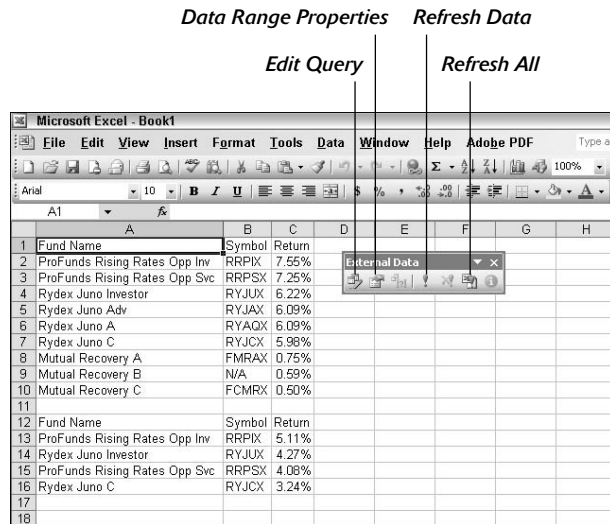 Data Range Properties Refresh Data
Edit Query Refresh All
Microsoft Excel - Book1
File Edit View Insert Format Tools Data Window Help Adobe PDF Type a
100%
Arial 10 B I U $ % ,
A1 fx
A B C D E F G H
1 Fund Name Symbol Return
2 ProFunds Rising Rates Opp Inv RRPIX 7.55%
External Data
3 ProFunds Rising Rates Opp Svc RRPSX 7.25%
4 Rydex Juno Investor RYJUX 6.22%
5 Rydex Juno Adv RYJAX 6.09%
6 Rydex Juno A RYAQX 6.09%
7 Rydex Juno C RYJCX 5.98%
8 Mutual Recovery A FMRAX 0.75%
9 Mutual Recovery B N/A 0.59%
10 Mutual Recovery C FCMRX 0.50%
11
12 Fund Name Symbol Return
13 ProFunds Rising Rates Opp Inv RRPIX 5.11%
14 Rydex Juno Investor RYJUX 4.27%
15 ProFunds Rising Rates Opp Svc RRPSX 4.08%
16 Rydex Juno C RYJCX 3.24%
17
18